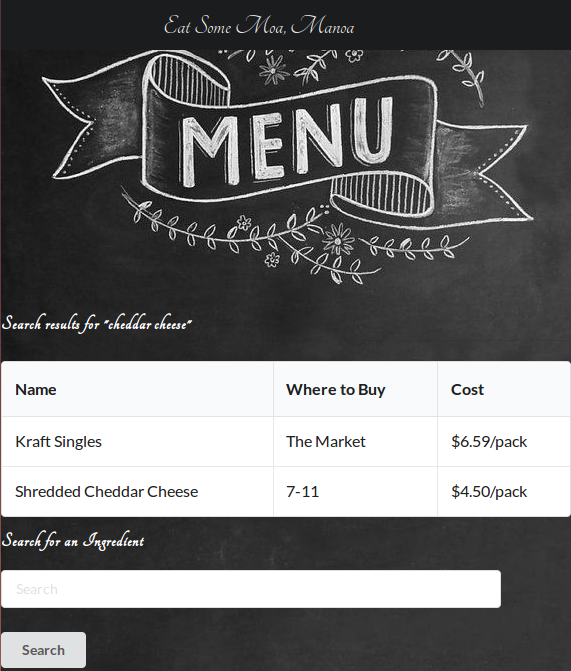 Eat Some Moa, Manoa
MENU
Search results for "cheddar cheese"
Name Where to Buy Cost
Kraft Singles The Market $6.59/pack
Shredded Cheddar Cheese 7-11 $4.50/pack
Search for an Ingredient
Search
Search